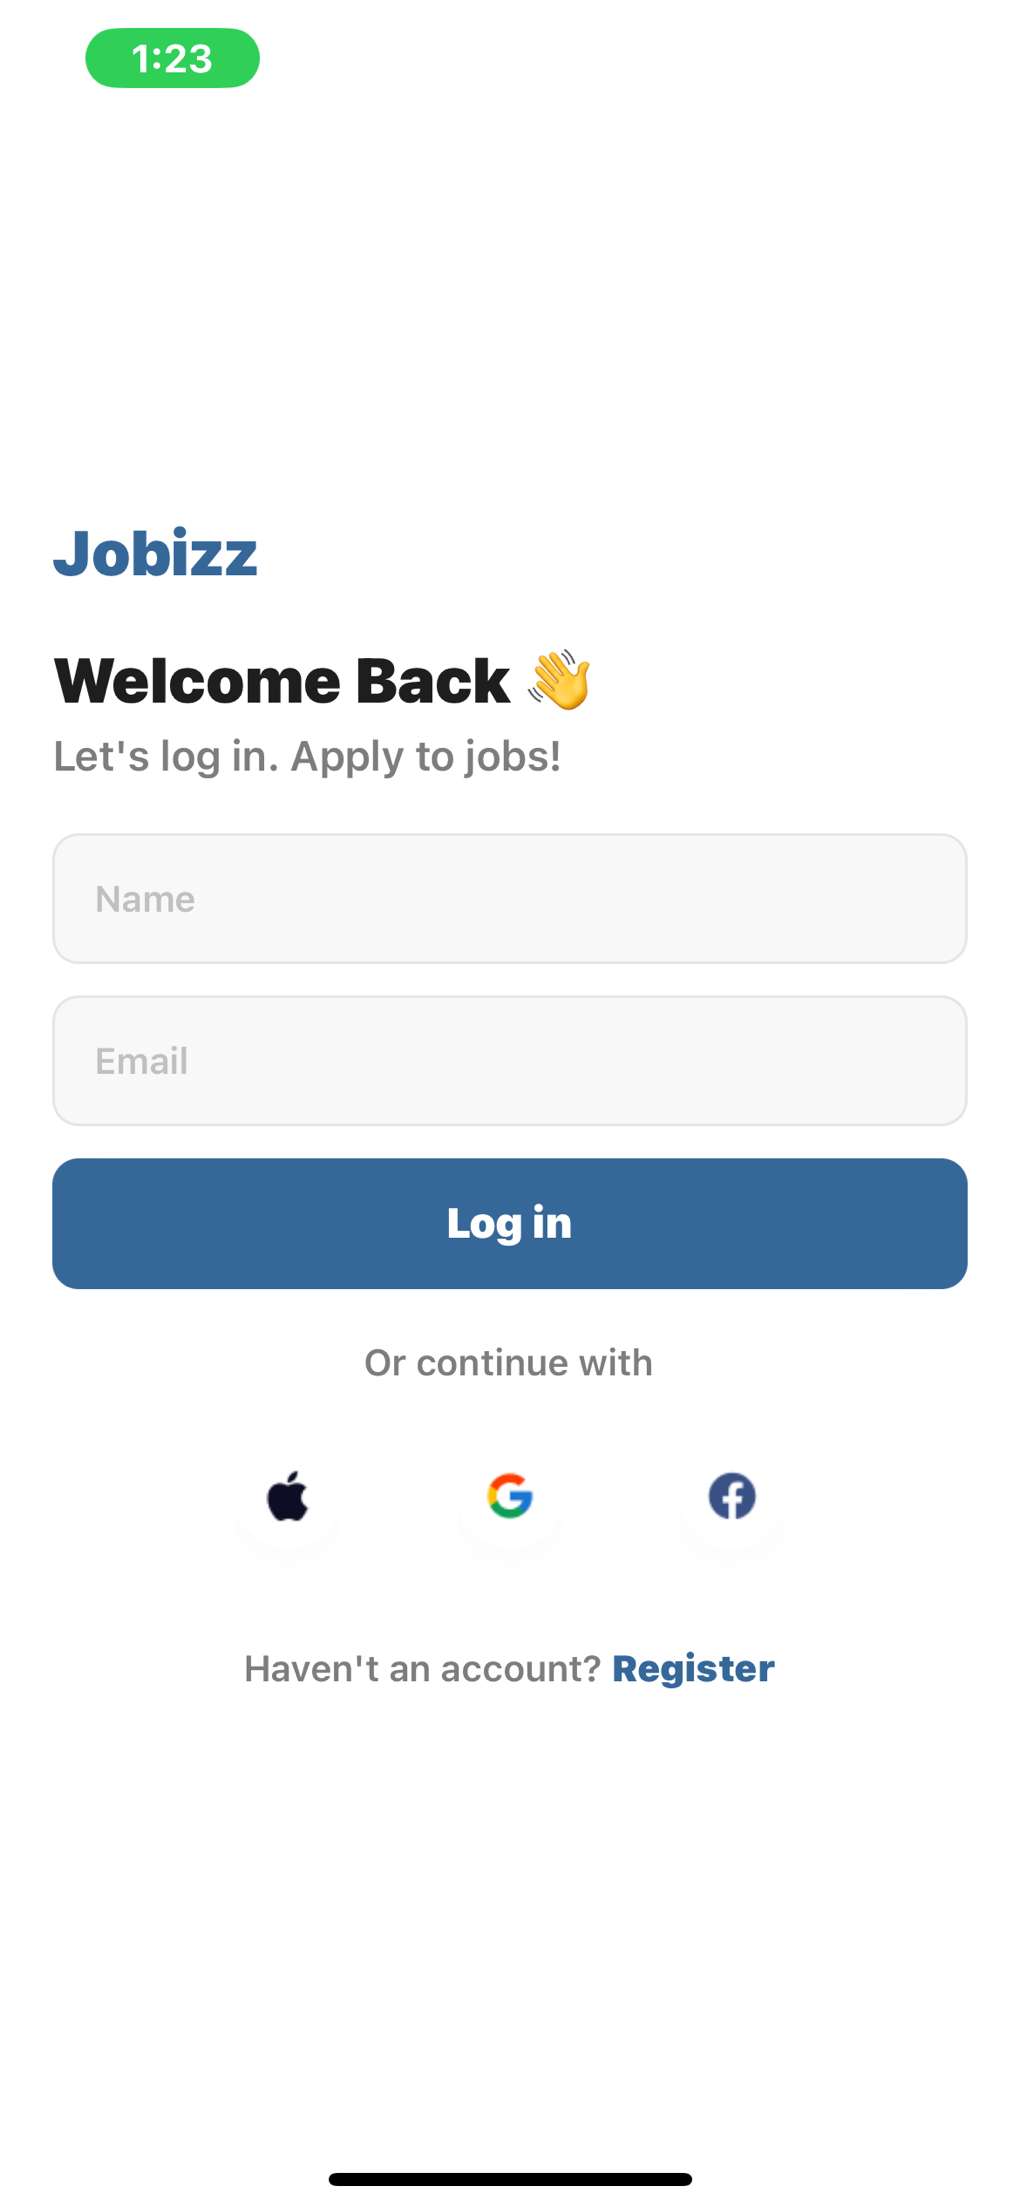 1:23
Jobizz
Welcome Back 👋
Let's log in. Apply to jobs!
Name
Email
Log in
Or continue with
Haven't an account? Register